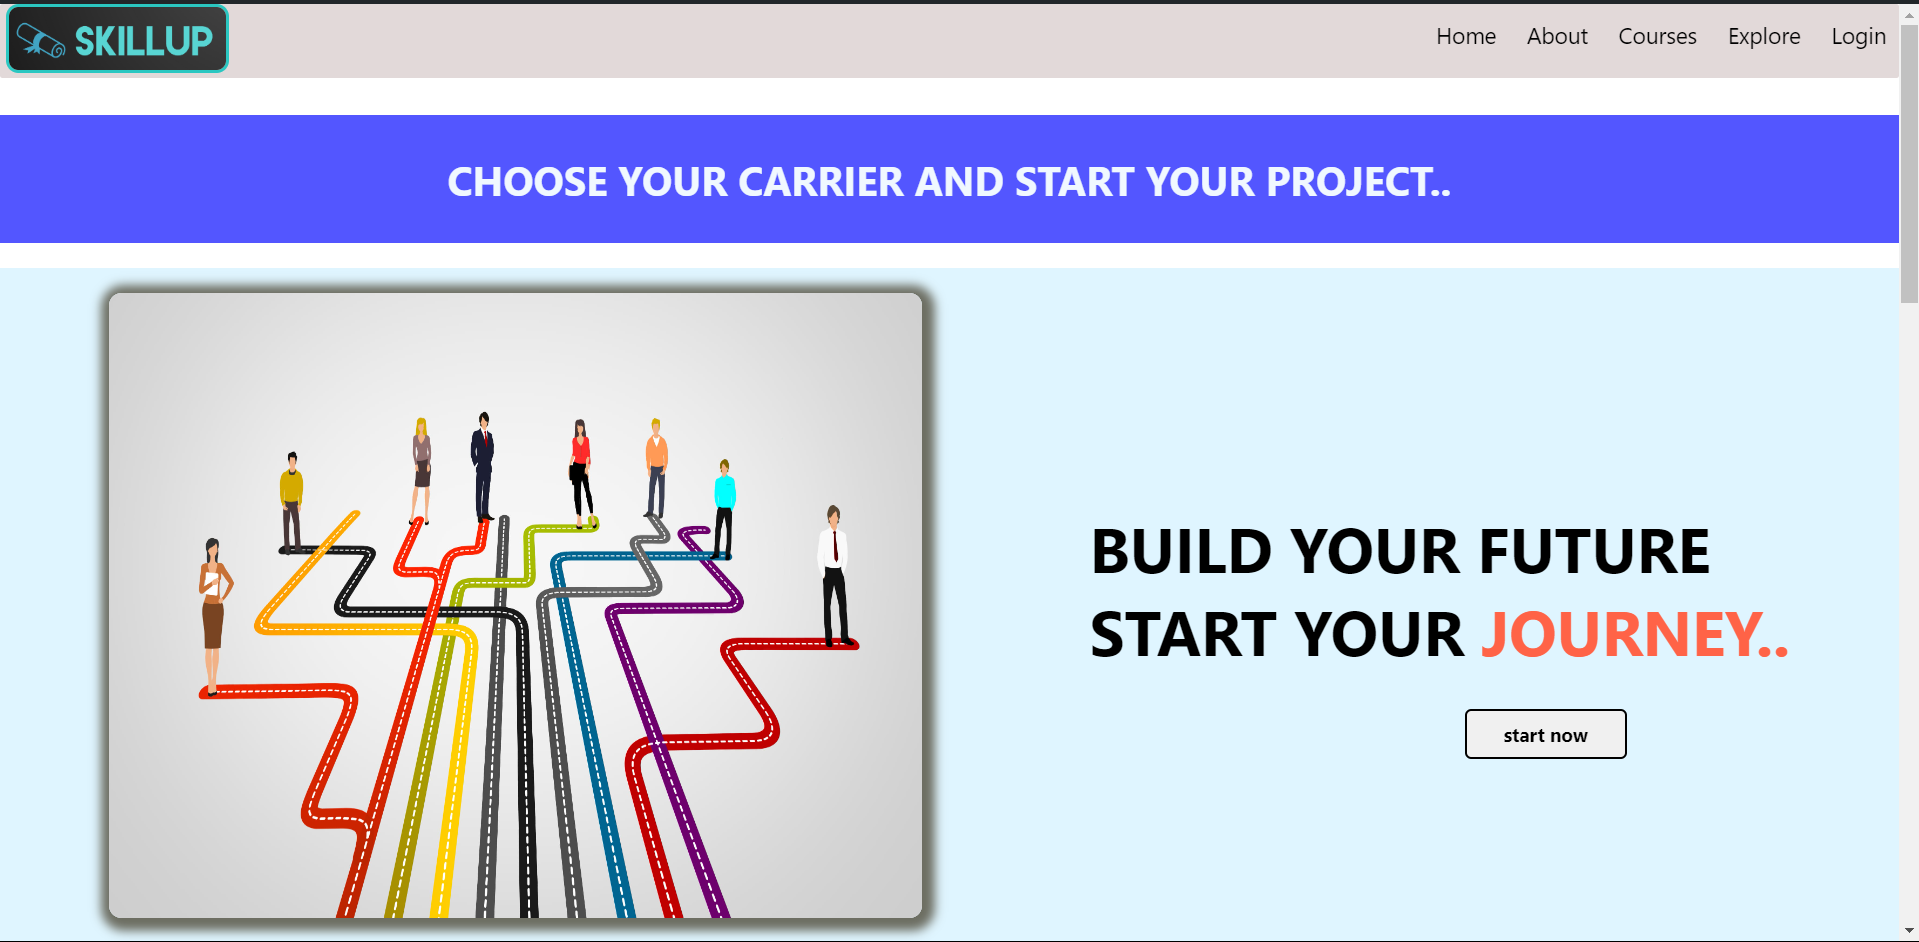 SKILLUP
Home About Courses Explore Login
CHOOSE YOUR CARRIER AND START YOUR PROJECT..
BUILD YOUR FUTURE
START YOUR JOURNEY..
start now